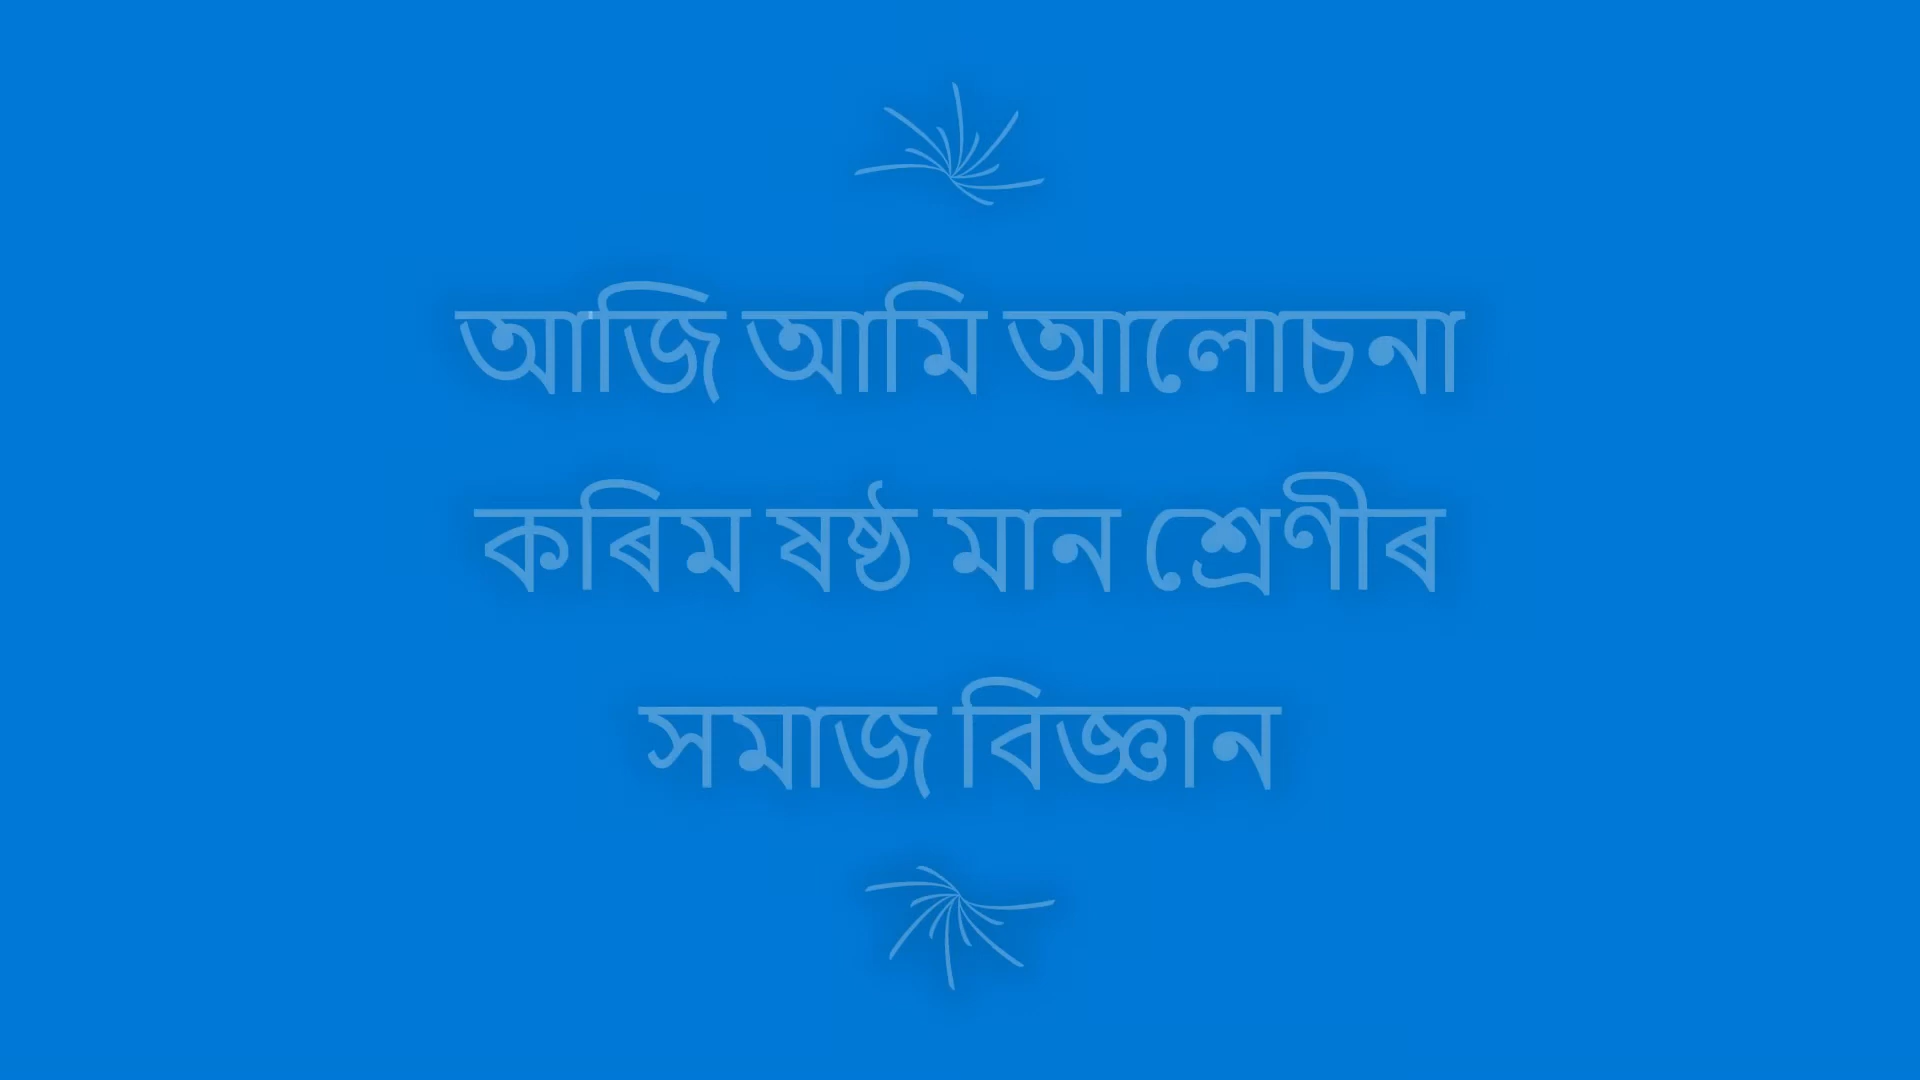 আজি আমি আলোচনা
কৰিম ষষ্ঠ মান শ্ৰেণীৰ
সমাজ বিজ্ঞান